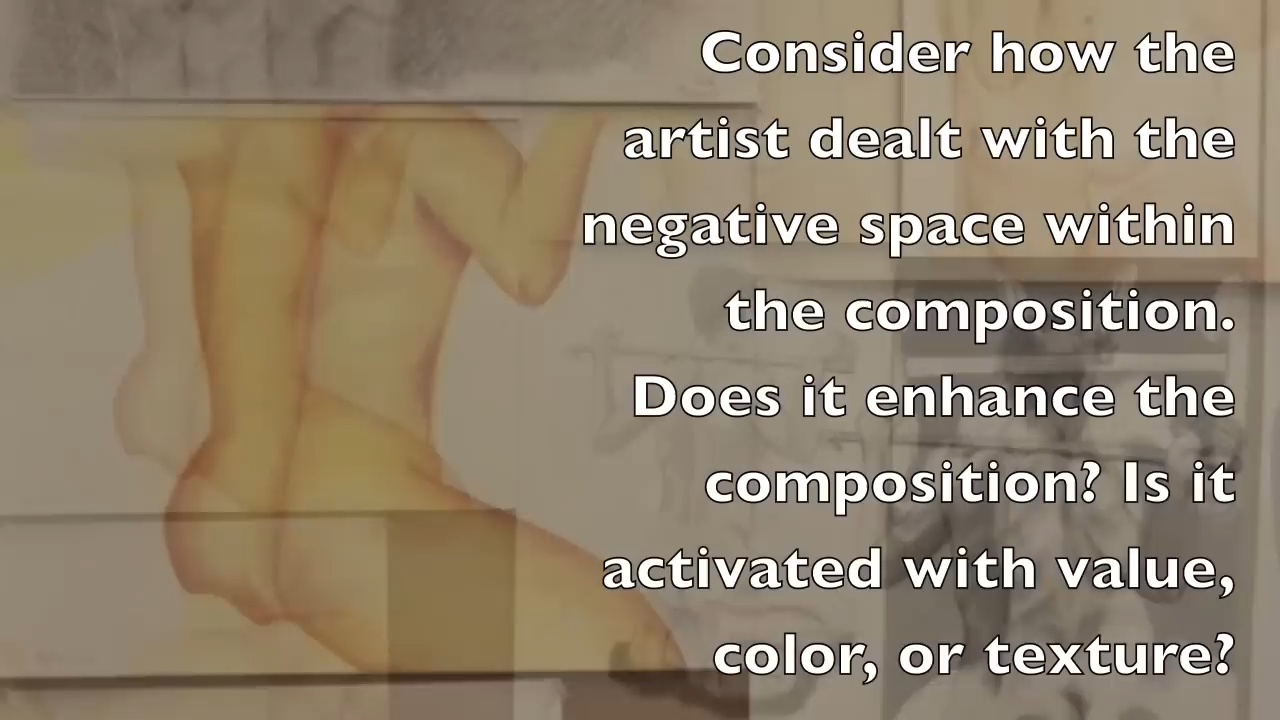 Consider how the
artist dealt with the
negative space within
the composition.
Does it enhance the
composition? Is it
activated with value,
color, or texture?